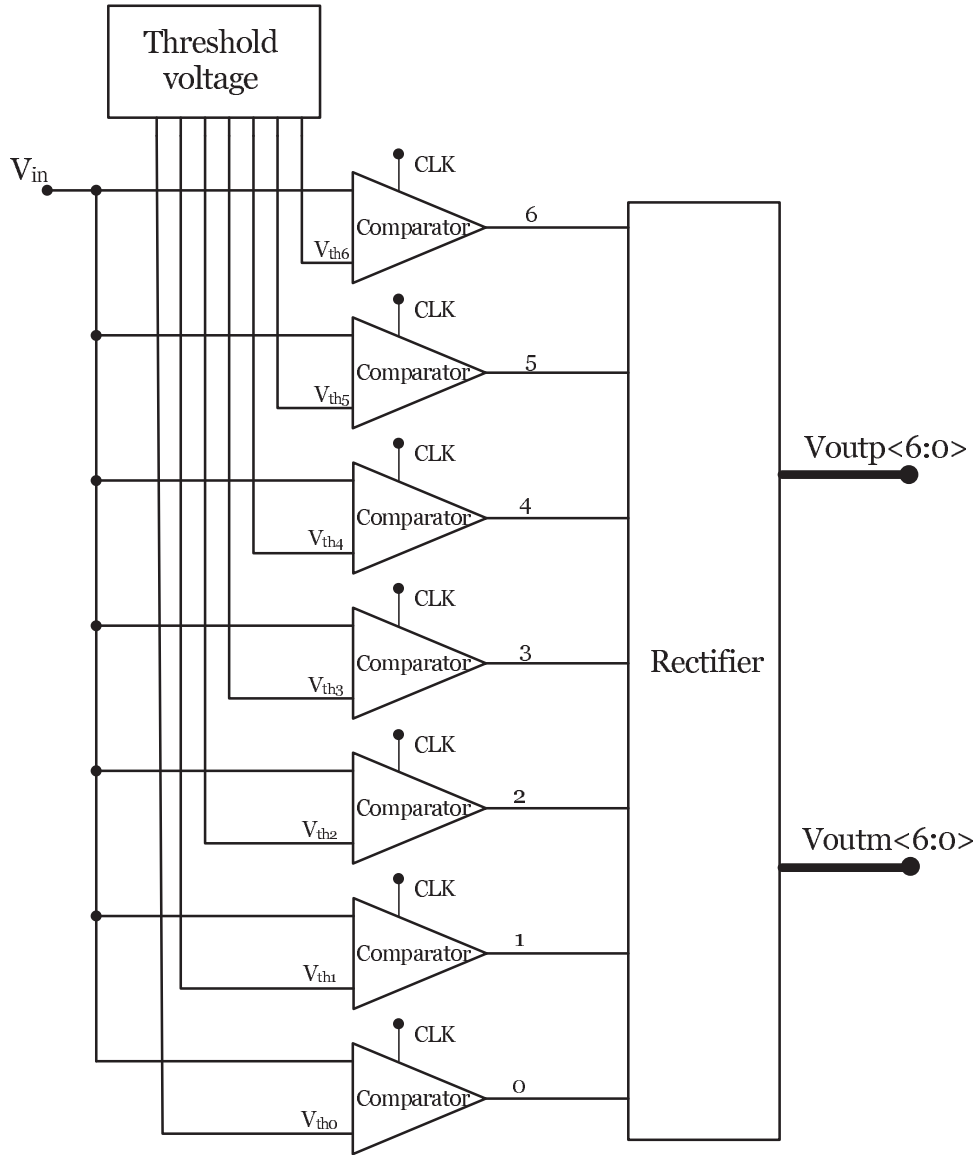 Threshold
voltage
Vin
CLK
Comparator
6
Vth6
CLK
Comparator
5
Vth5
CLK
Comparator
4
Vth4
Voutp<6:0>
CLK
Comparator
3
Vth3
Rectifier
CLK
Comparator
2
Vth2
Voutm<6:0>
CLK
Comparator
1
Vth1
CLK
Comparator
0
Vth0